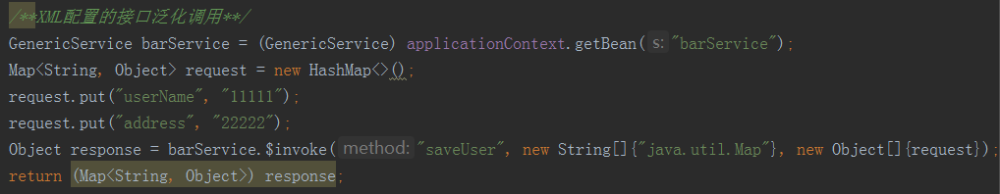 /**XML配置的接口泛化调用**/
GenericService barService = (GenericService) applicationContext.getBean( s: "barService");
Map<String, Object> request = new HashMap<>();
request.put("userName", "11111");
request.put("address", "22222");
Object response = barService.$invoke( method: "saveUser", new String[]{"java.util.Map"}, new Object[]{request});
return (Map<String, Object>) response;